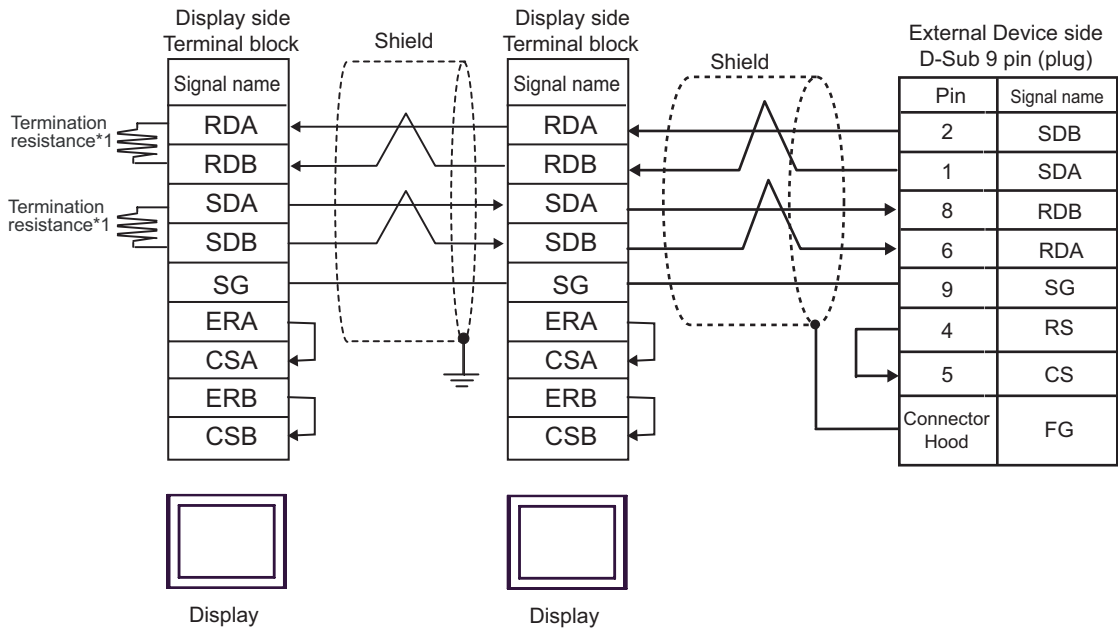 Display side
Terminal block
Shield
Display side
Terminal block
Shield
External Device side
D-Sub 9 pin (plug)
Termination
resistance*1
Termination
resistance*1
Signal name
RDA
RDB
SDA
SDB
SG
ERA
CSA
ERB
CSB
Signal name
RDA
RDB
SDA
SDB
SG
ERA
CSA
ERB
CSB
Pin Signal name
2 SDB
1 SDA
8 RDB
6 RDA
9 SG
4 RS
5 CS
Connector
Hood
FG
Display
Display